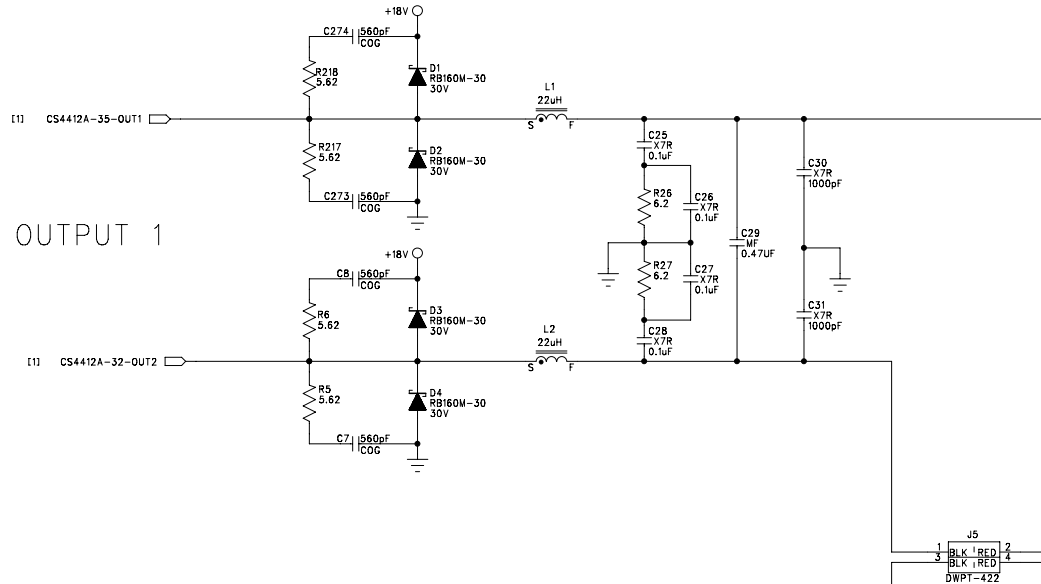 +18V
C274 560pF
COG
R218
5.62
D1
RB160M-30
30V
L1
22uH
[1] CS4412A-35-OUT1
S F
R217
5.62
D2
RB160M-30
30V
C273 560pF
COG
C25
X7R
0.1uF
R26
6.2
C26
X7R
0.1uF
C30
X7R
1000pF
OUTPUT 1
C29
MF
0.47UF
+18V
C8 560pF
COG
R27
6.2
C27
X7R
0.1uF
R6
5.62
D3
RB160M-30
30V
C31
X7R
1000pF
L2
22uH
C28
X7R
0.1uF
[1] CS4412A-32-OUT2
S F
R5
5.62
D4
RB160M-30
30V
C7 560pF
COG
J5
1 BLK RED 2
3 BLK RED 4
DWPT-422